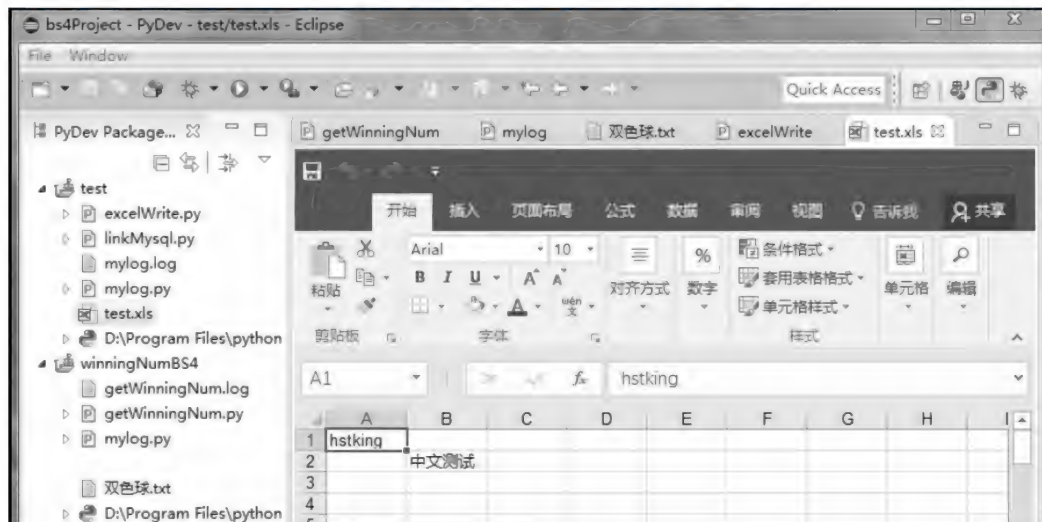 bs4Project - PyDev - test/test.xls - Eclipse
File Window
Quick Access
PyDev Package...
getWinningNum mylog 双色球.txt excelWrite test.xls
test
excelWrite.py
linkMysql.py
mylog.log
mylog.py
test.xls
D:\Program Files\python
winningNumBS4
getWinningNum.log
getWinningNum.py
mylog.py
双色球.txt
D:\Program Files\python
开始 插入 页面布局 公式 数据 审阅 视图 告诉我 共享
粘贴
Arial 10
B I U A A
A wén 文
对齐方式
%
数字
条件格式
套用表格格式
单元格样式
单元格
编辑
剪贴板 字体 样式
A1 fx hstking
A B C D E F G H I
1 hstking
2 中文测试
3
4
5